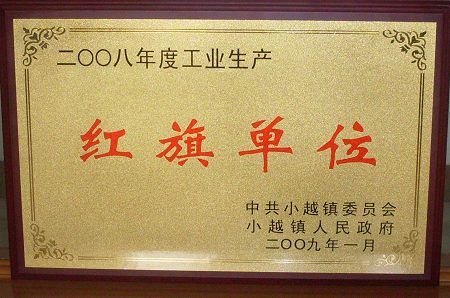 二〇〇八年度工业生产
红旗单位
中共小越镇委员会
小越镇人民政府
二〇〇九年一月